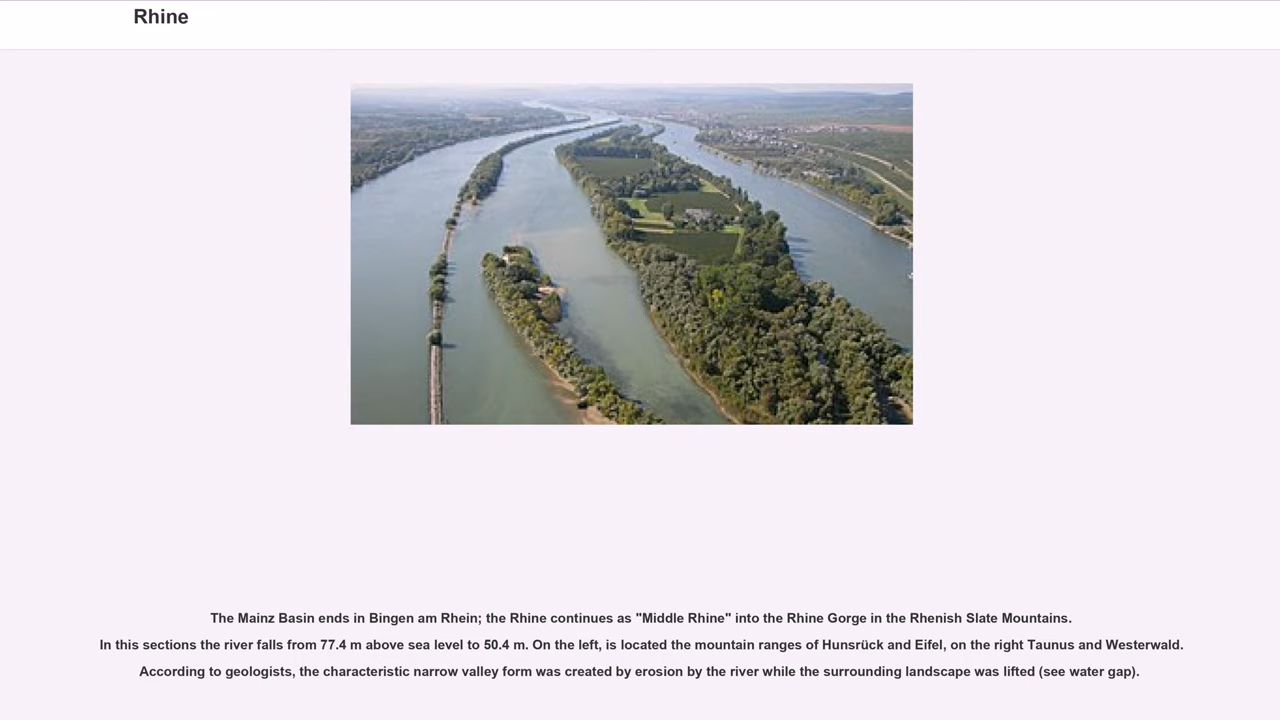 Rhine
The Mainz Basin ends in Bingen am Rhein; the Rhine continues as "Middle Rhine" into the Rhine Gorge in the Rhenish Slate Mountains.
In this sections the river falls from 77.4 m above sea level to 50.4 m. On the left, is located the mountain ranges of Hunsrück and Eifel, on the right Taunus and Westerwald.
According to geologists, the characteristic narrow valley form was created by erosion by the river while the surrounding landscape was lifted (see water gap).